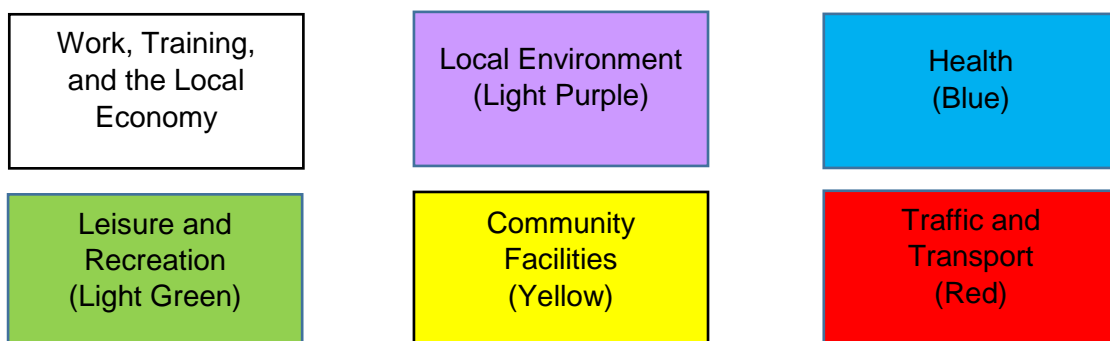 Work, Training,
and the Local
Economy
Local Environment
(Light Purple)
Health
(Blue)
Leisure and
Recreation
(Light Green)
Community
Facilities
(Yellow)
Traffic and
Transport
(Red)